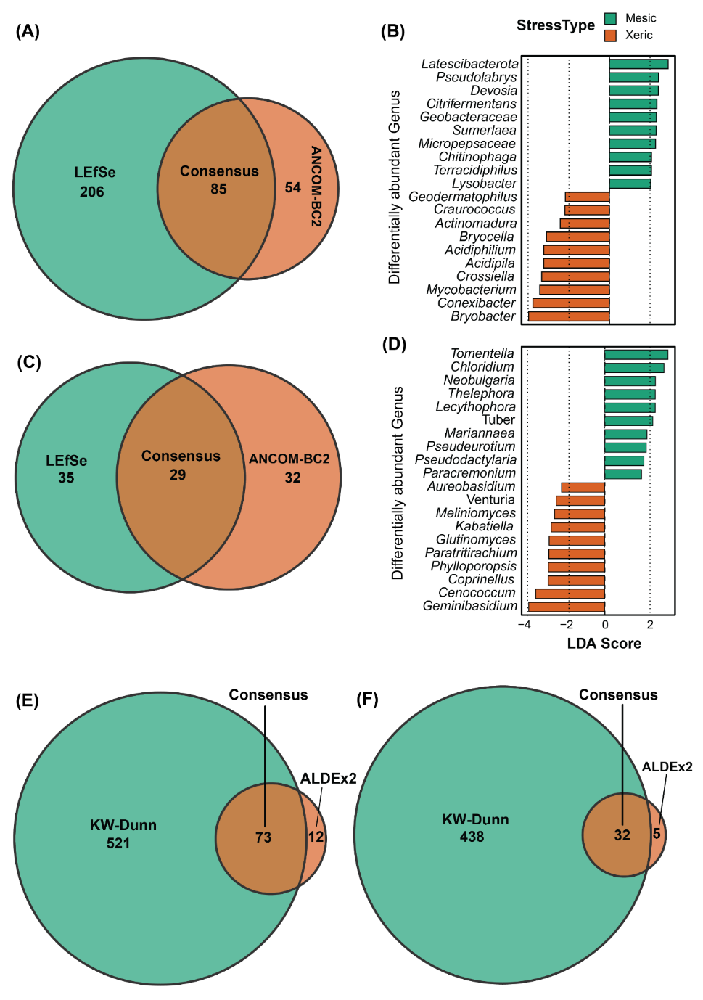 (A)
LEfSe
206
Consensus
85
54
ANCOM-BC2
(B)
StressType
Mesic
Xeric
Differentially abundant Genus
Latescibacterota
Pseudolabrys
Devosia
Citrifermentans
Geobacteraceae
Sumerlaea
Micropepsaceae
Chitinophaga
Terracidiphilus
Lysobacter
Geodermatophilus
Craurococcus
Actinomadura
Bryocella
Acidiphilium
Acidipila
Crossiella
Mycobacterium
Conexibacter
Bryobacter
(C)
LEfSe
35
Consensus
29
ANCOM-BC2
32
(D)
Differentially abundant Genus
Tomentella
Chloridium
Neobulgaria
Thelephora
Lecythophora
Tuber
Mariannaea
Pseudeurotium
Pseudodactylaria
Paracremonium
Aureobasidium
Venturia
Meliniomyces
Kabatiella
Glutinomyces
Paratritirachium
Phylloporopsis
Coprinellus
Cenococcum
Geminibasidium
−4 −2 0 2
LDA Score
(E)
Consensus
ALDEx2
KW-Dunn
521
73
12
(F)
Consensus
ALDEx2
KW-Dunn
438
32
5